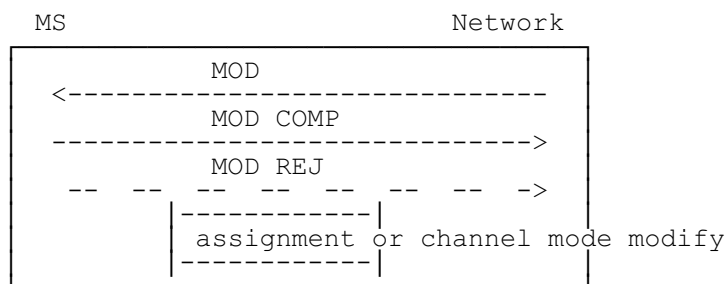 MS Network
MOD
MOD COMP
MOD REJ
assignment or channel mode modify